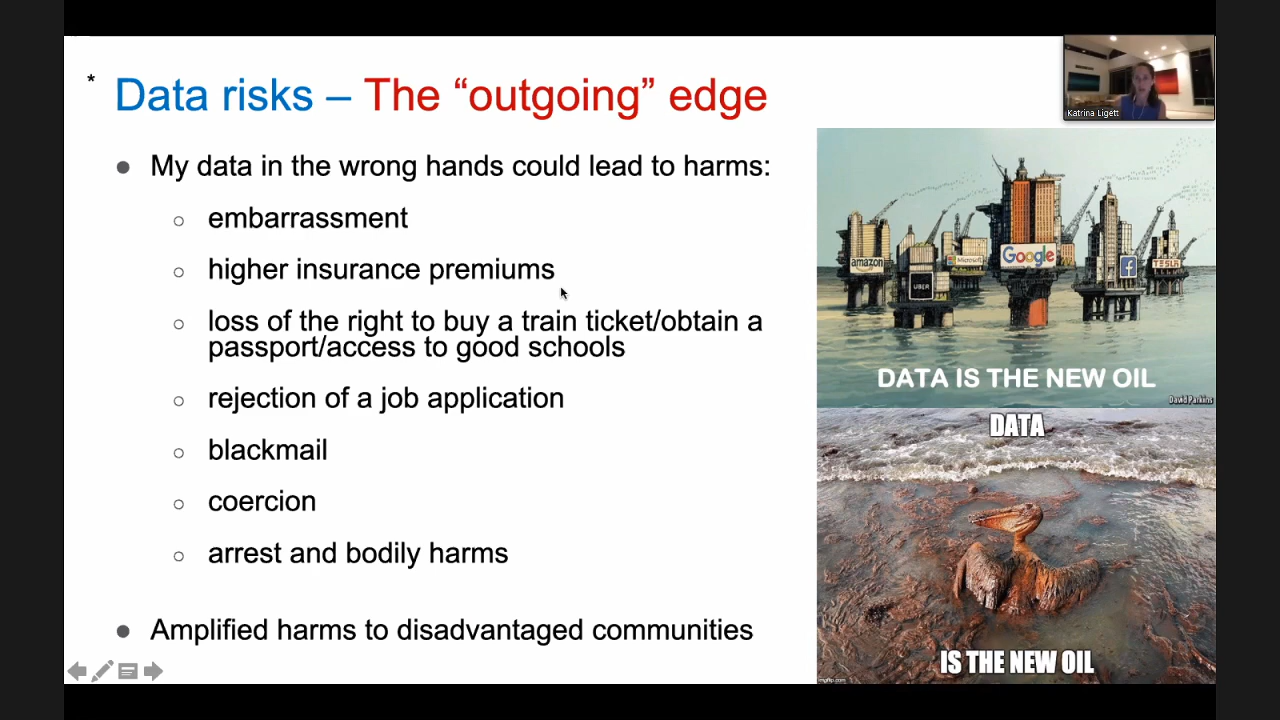 *
Data risks – The “outgoing” edge
Katrina Ligett
● My data in the wrong hands could lead to harms:
○ embarrassment
○ higher insurance premiums
○ loss of the right to buy a train ticket/obtain a
passport/access to good schools
○ rejection of a job application
○ blackmail
○ coercion
○ arrest and bodily harms
● Amplified harms to disadvantaged communities
amazon
UBER
Microsoft
Google
f
TESLA
DATA IS THE NEW OIL
David Parkins
DATA
IS THE NEW OIL
imgflip.com